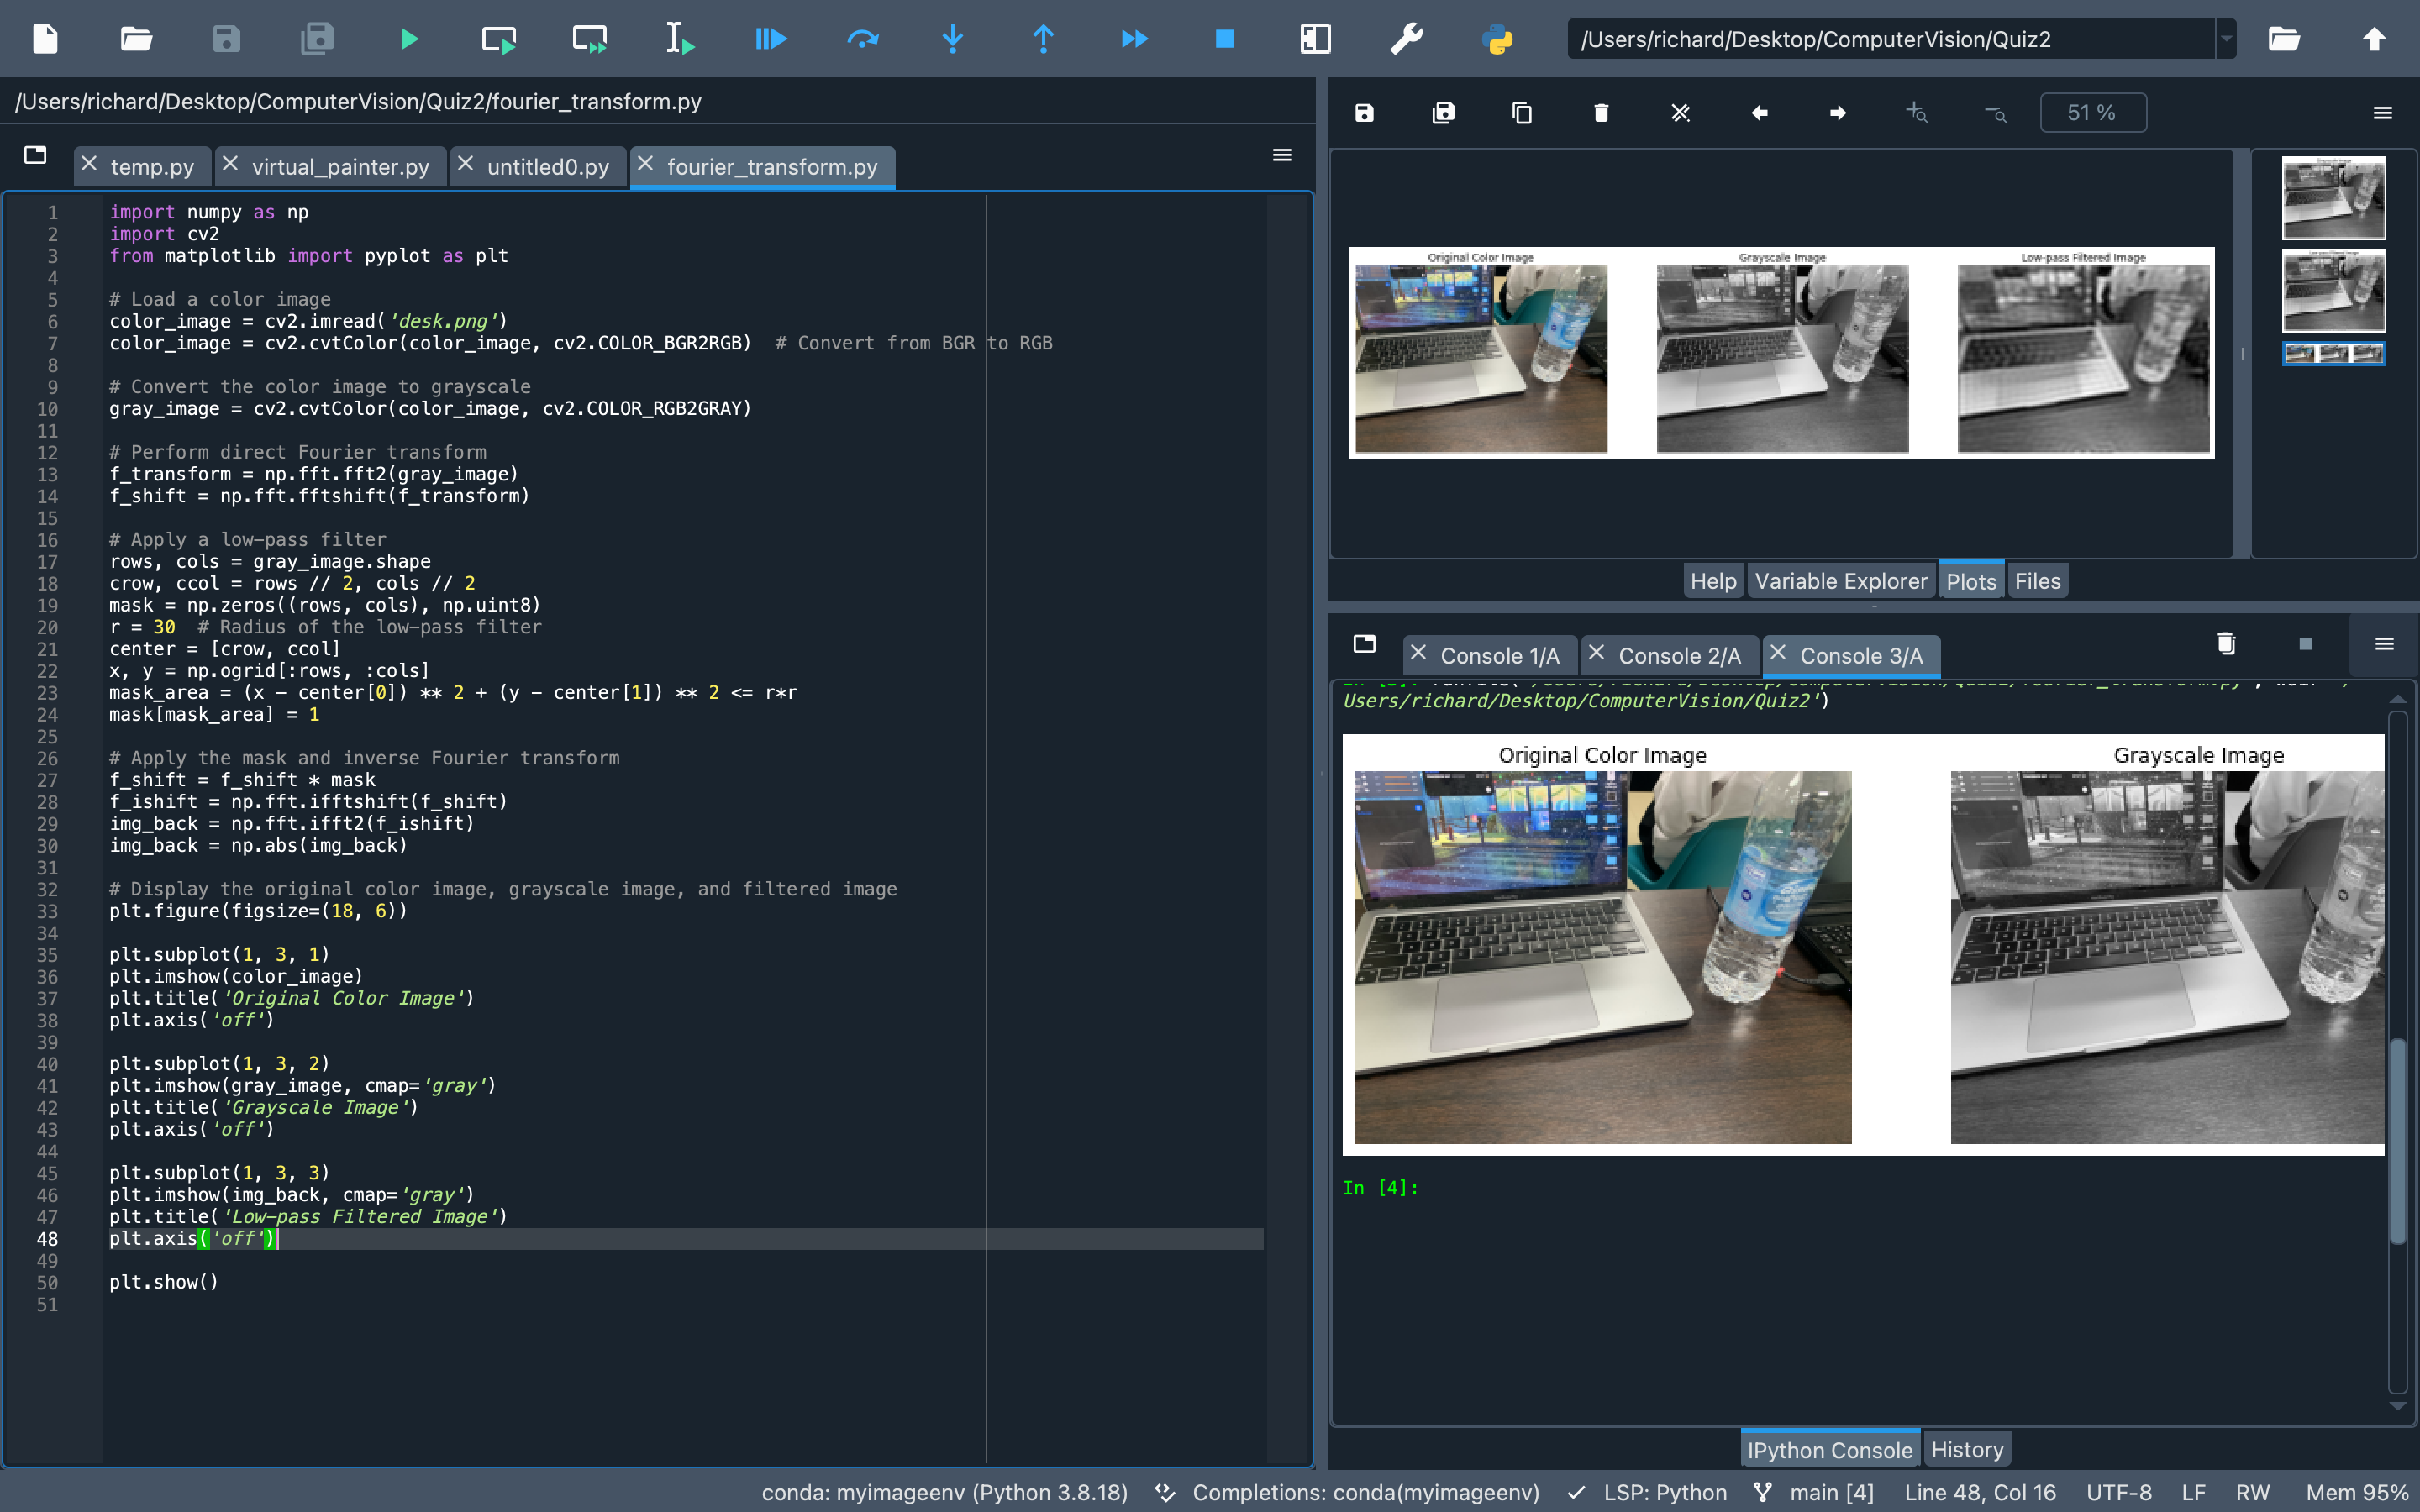 /Users/richard/Desktop/ComputerVision/Quiz2
/Users/richard/Desktop/ComputerVision/Quiz2/fourier_transform.py
temp.py
virtual_painter.py
untitled0.py
fourier_transform.py
1 import numpy as np
2 import cv2
3 from matplotlib import pyplot as plt
4
5 # Load a color image
6 color_image = cv2.imread('desk.png')
7 color_image = cv2.cvtColor(color_image, cv2.COLOR_BGR2RGB)  # Convert from BGR to RGB
8
9 # Convert the color image to grayscale
10 gray_image = cv2.cvtColor(color_image, cv2.COLOR_RGB2GRAY)
11
12 # Perform direct Fourier transform
13 f_transform = np.fft.fft2(gray_image)
14 f_shift = np.fft.fftshift(f_transform)
15
16 # Apply a low-pass filter
17 rows, cols = gray_image.shape
18 crow, ccol = rows // 2, cols // 2
19 mask = np.zeros((rows, cols), np.uint8)
20 r = 30  # Radius of the low-pass filter
21 center = [crow, ccol]
22 x, y = np.ogrid[:rows, :cols]
23 mask_area = (x - center[0]) ** 2 + (y - center[1]) ** 2 <= r*r
24 mask[mask_area] = 1
25
26 # Apply the mask and inverse Fourier transform
27 f_shift = f_shift * mask
28 f_ishift = np.fft.ifftshift(f_shift)
29 img_back = np.fft.ifft2(f_ishift)
30 img_back = np.abs(img_back)
31
32 # Display the original color image, grayscale image, and filtered image
33 plt.figure(figsize=(18, 6))
34
35 plt.subplot(1, 3, 1)
36 plt.imshow(color_image)
37 plt.title('Original Color Image')
38 plt.axis('off')
39
40 plt.subplot(1, 3, 2)
41 plt.imshow(gray_image, cmap='gray')
42 plt.title('Grayscale Image')
43 plt.axis('off')
44
45 plt.subplot(1, 3, 3)
46 plt.imshow(img_back, cmap='gray')
47 plt.title('Low-pass Filtered Image')
48 plt.axis('off')
49
50 plt.show()
51
51 %
Original Color Image
Grayscale Image
Low-pass Filtered Image
Help
Variable Explorer
Plots
Files
Console 1/A
Console 2/A
Console 3/A
Users/richard/Desktop/ComputerVision/Quiz2')
Original Color Image
Grayscale Image
In [4]:
IPython Console
History
conda: myimageenv (Python 3.8.18)
Completions: conda(myimageenv)
LSP: Python
main [4]
Line 48, Col 16
UTF-8
LF
RW
Mem 95%